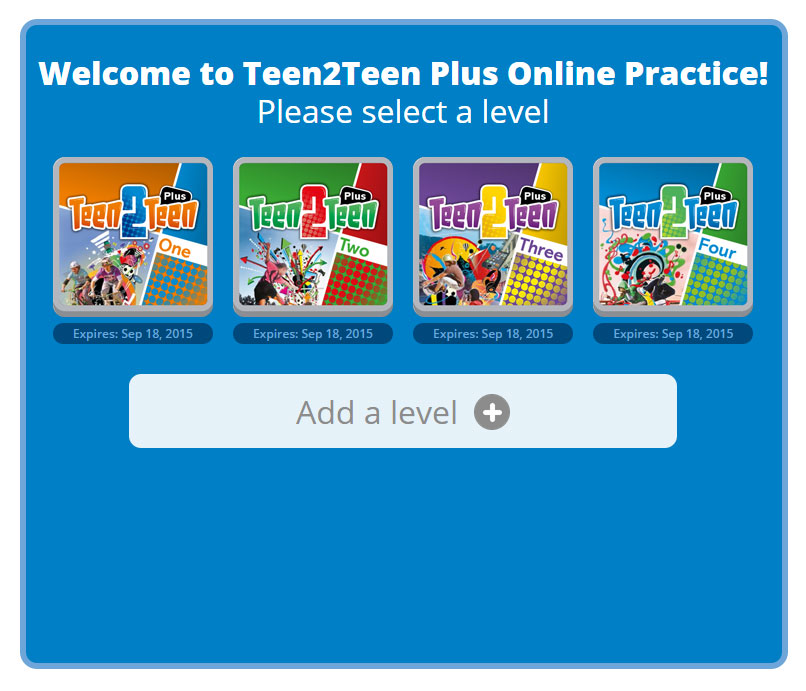 Welcome to Teen2Teen Plus Online Practice!
Please select a level
Teen2Teen Plus One
Teen2Teen Plus Two
Teen2Teen Plus Three
Teen2Teen Plus Four
Expires: Sep 18, 2015
Expires: Sep 18, 2015
Expires: Sep 18, 2015
Expires: Sep 18, 2015
Add a level